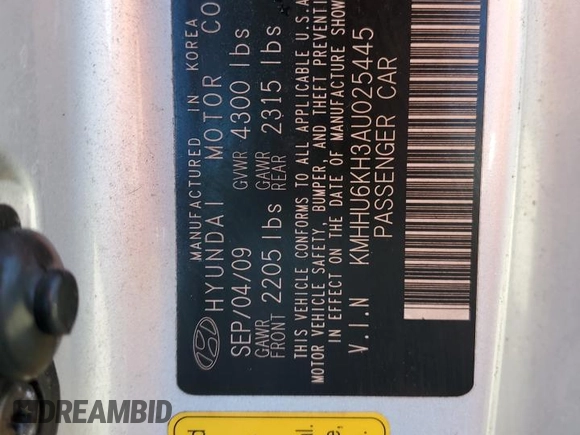 MANUFACTURED IN KOREA
HYUNDAI MOTOR CO
SEP/04/09 GVWR 4300 lbs
GAWR FRONT 2205 lbs GAWR REAR 2315 lbs
THIS VEHICLE CONFORMS TO ALL APPLICABLE U.S.A
MOTOR VEHICLE SAFETY, BUMPER, AND THEFT PREVENTI
IN EFFECT ON THE DATE OF MANUFACTURE SHOW
V.I.N KMHHU6KH3AU025445
PASSENGER CAR
DREAMBID